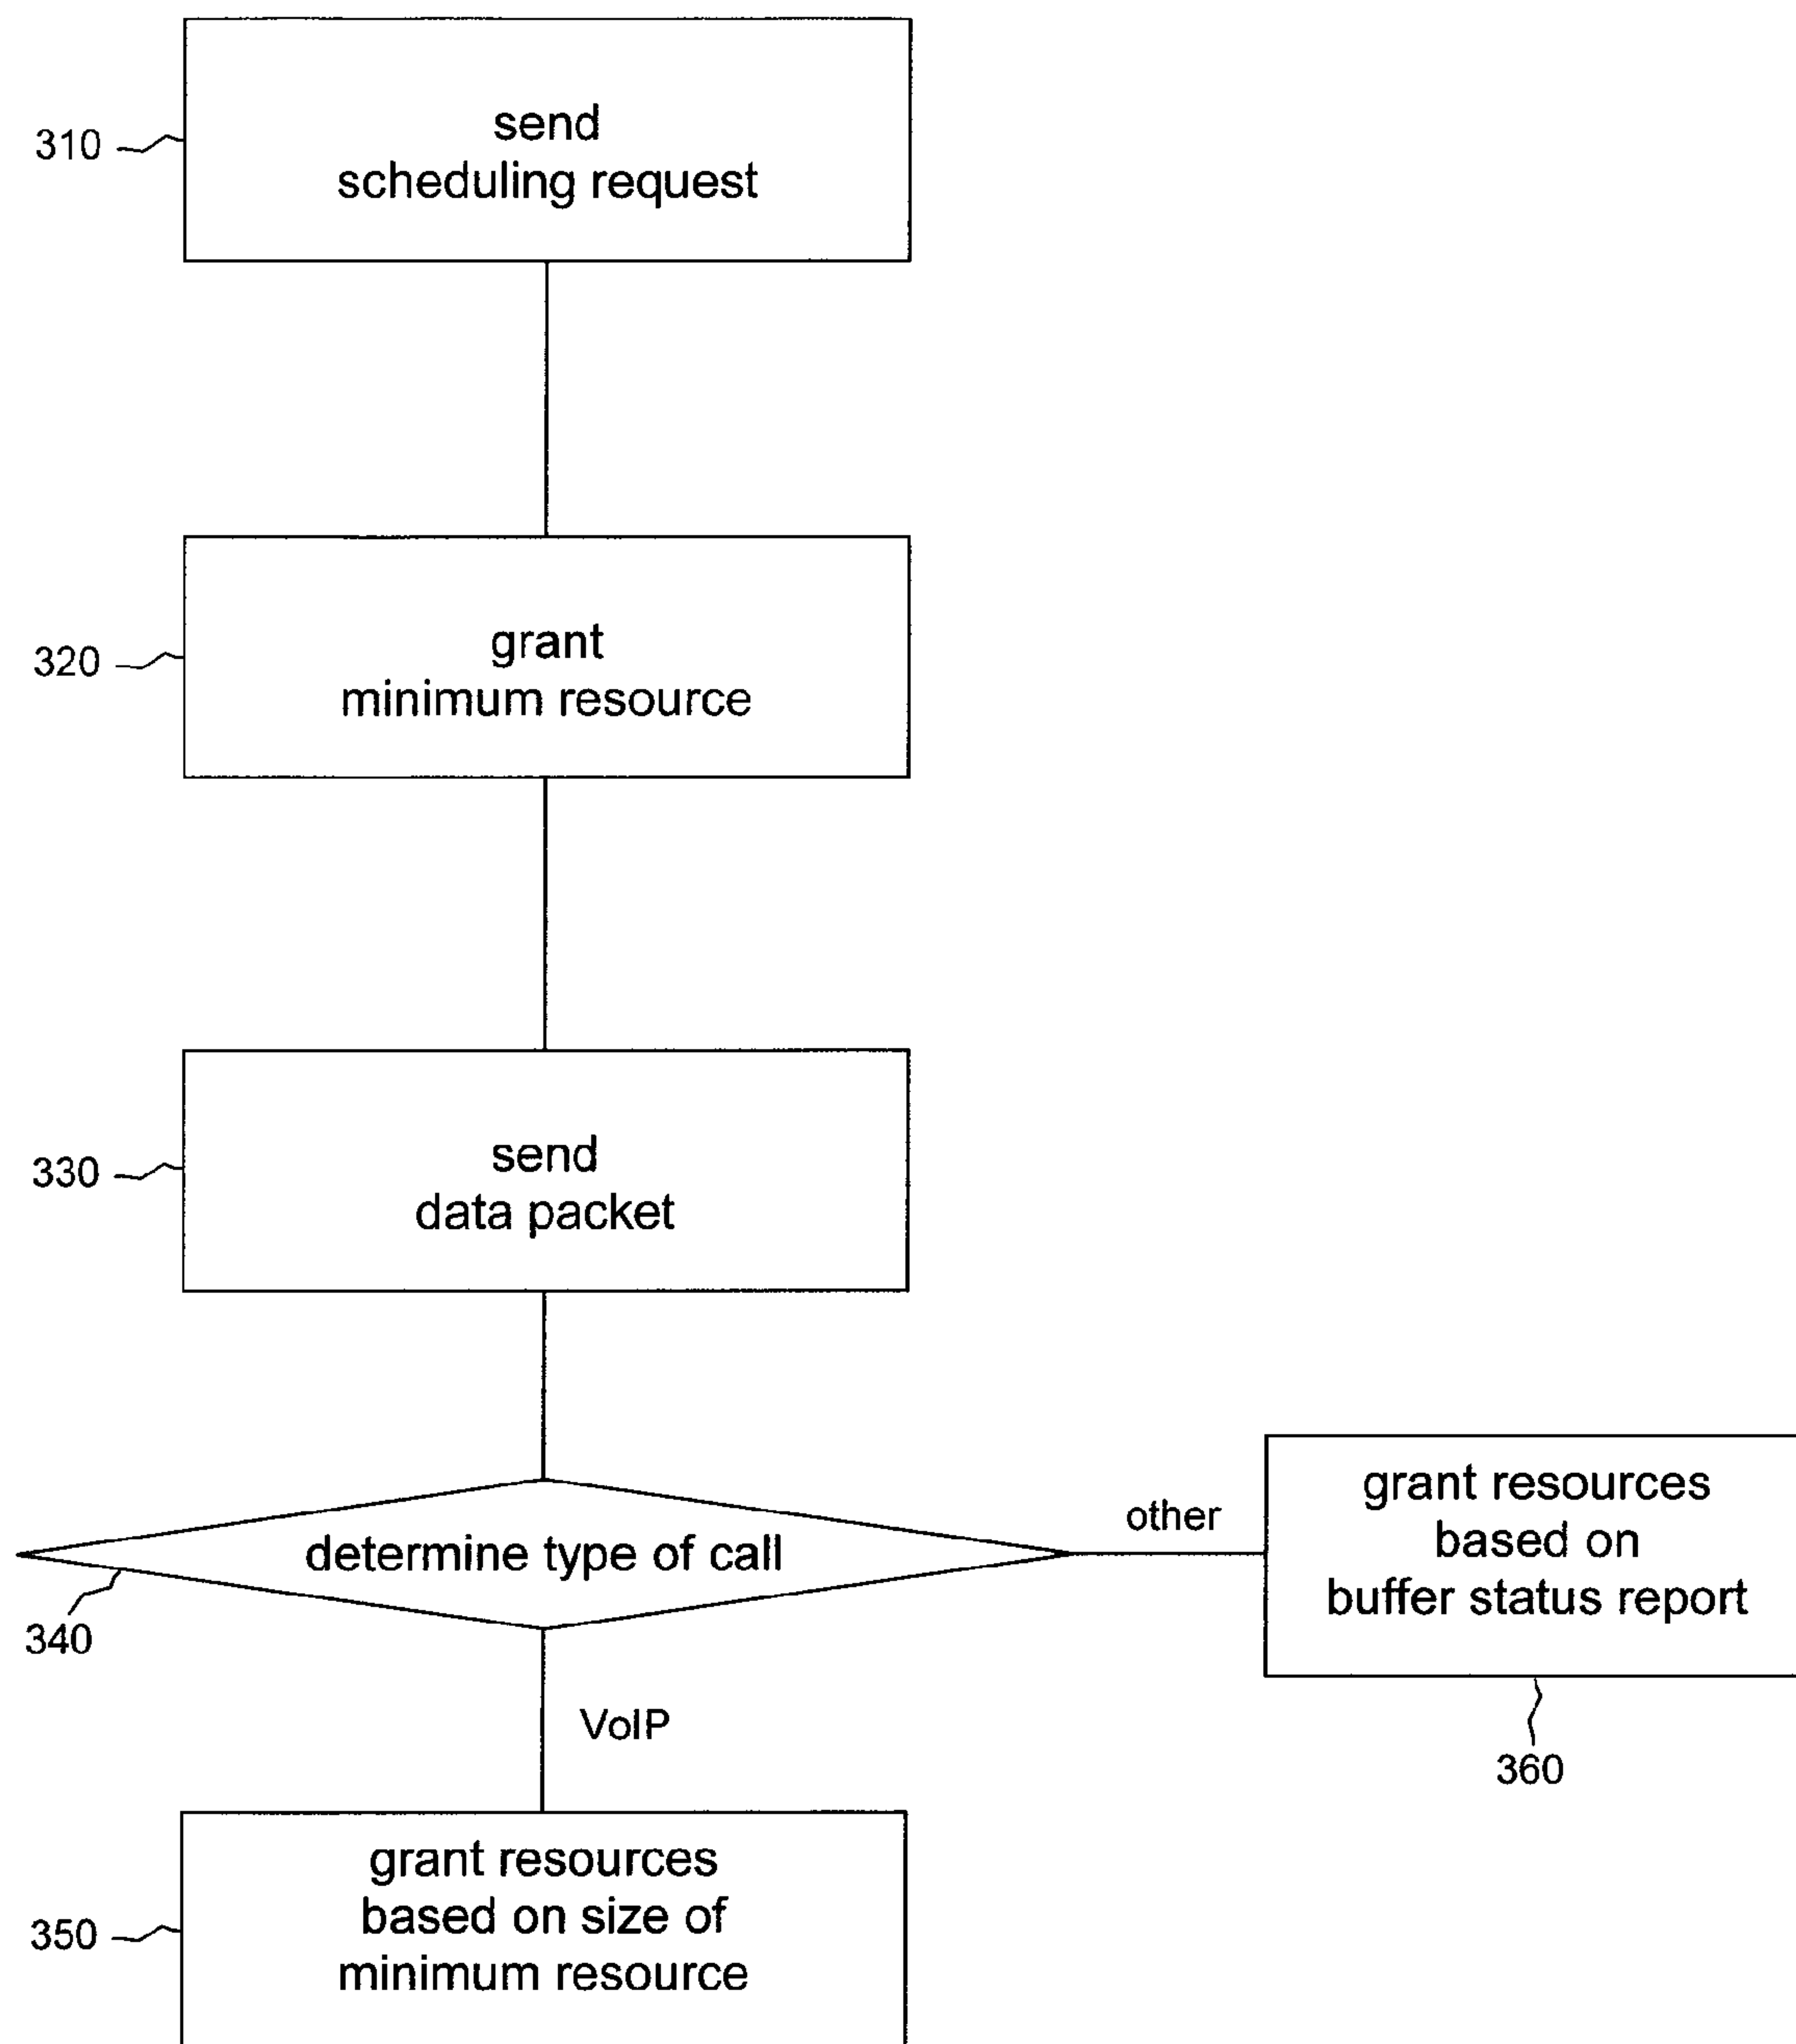 310
send
scheduling request
320
grant
minimum resource
330
send
data packet
340
determine type of call
other
grant resources
based on
buffer status report
360
VoIP
350
grant resources
based on size of
minimum resource